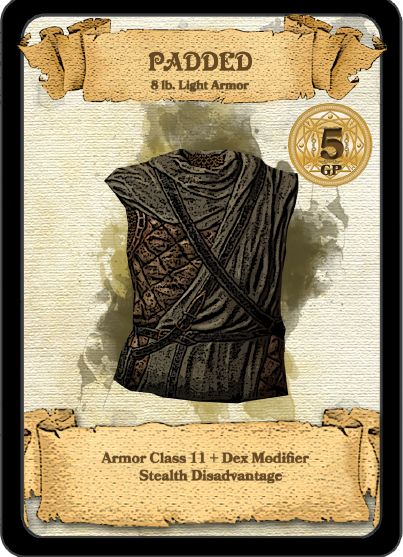 PADDED
8 lb. Light Armor
5
GP
Armor Class 11 + Dex Modifier
Stealth Disadvantage